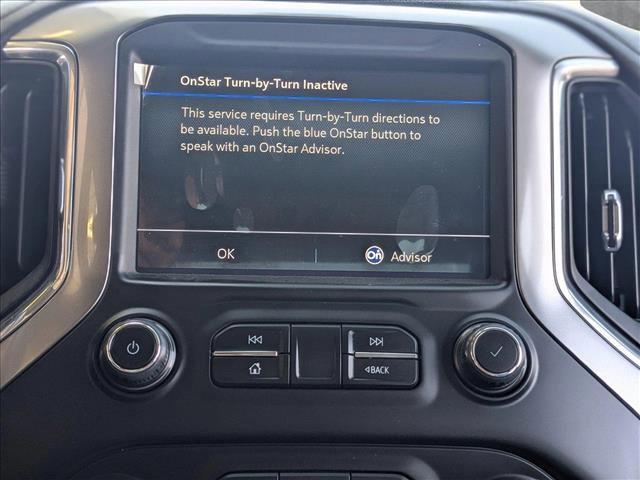 OnStar Turn-by-Turn Inactive
This service requires Turn-by-Turn directions to
be available. Push the blue OnStar button to
speak with an OnStar Advisor.
OK
On Advisor
BACK